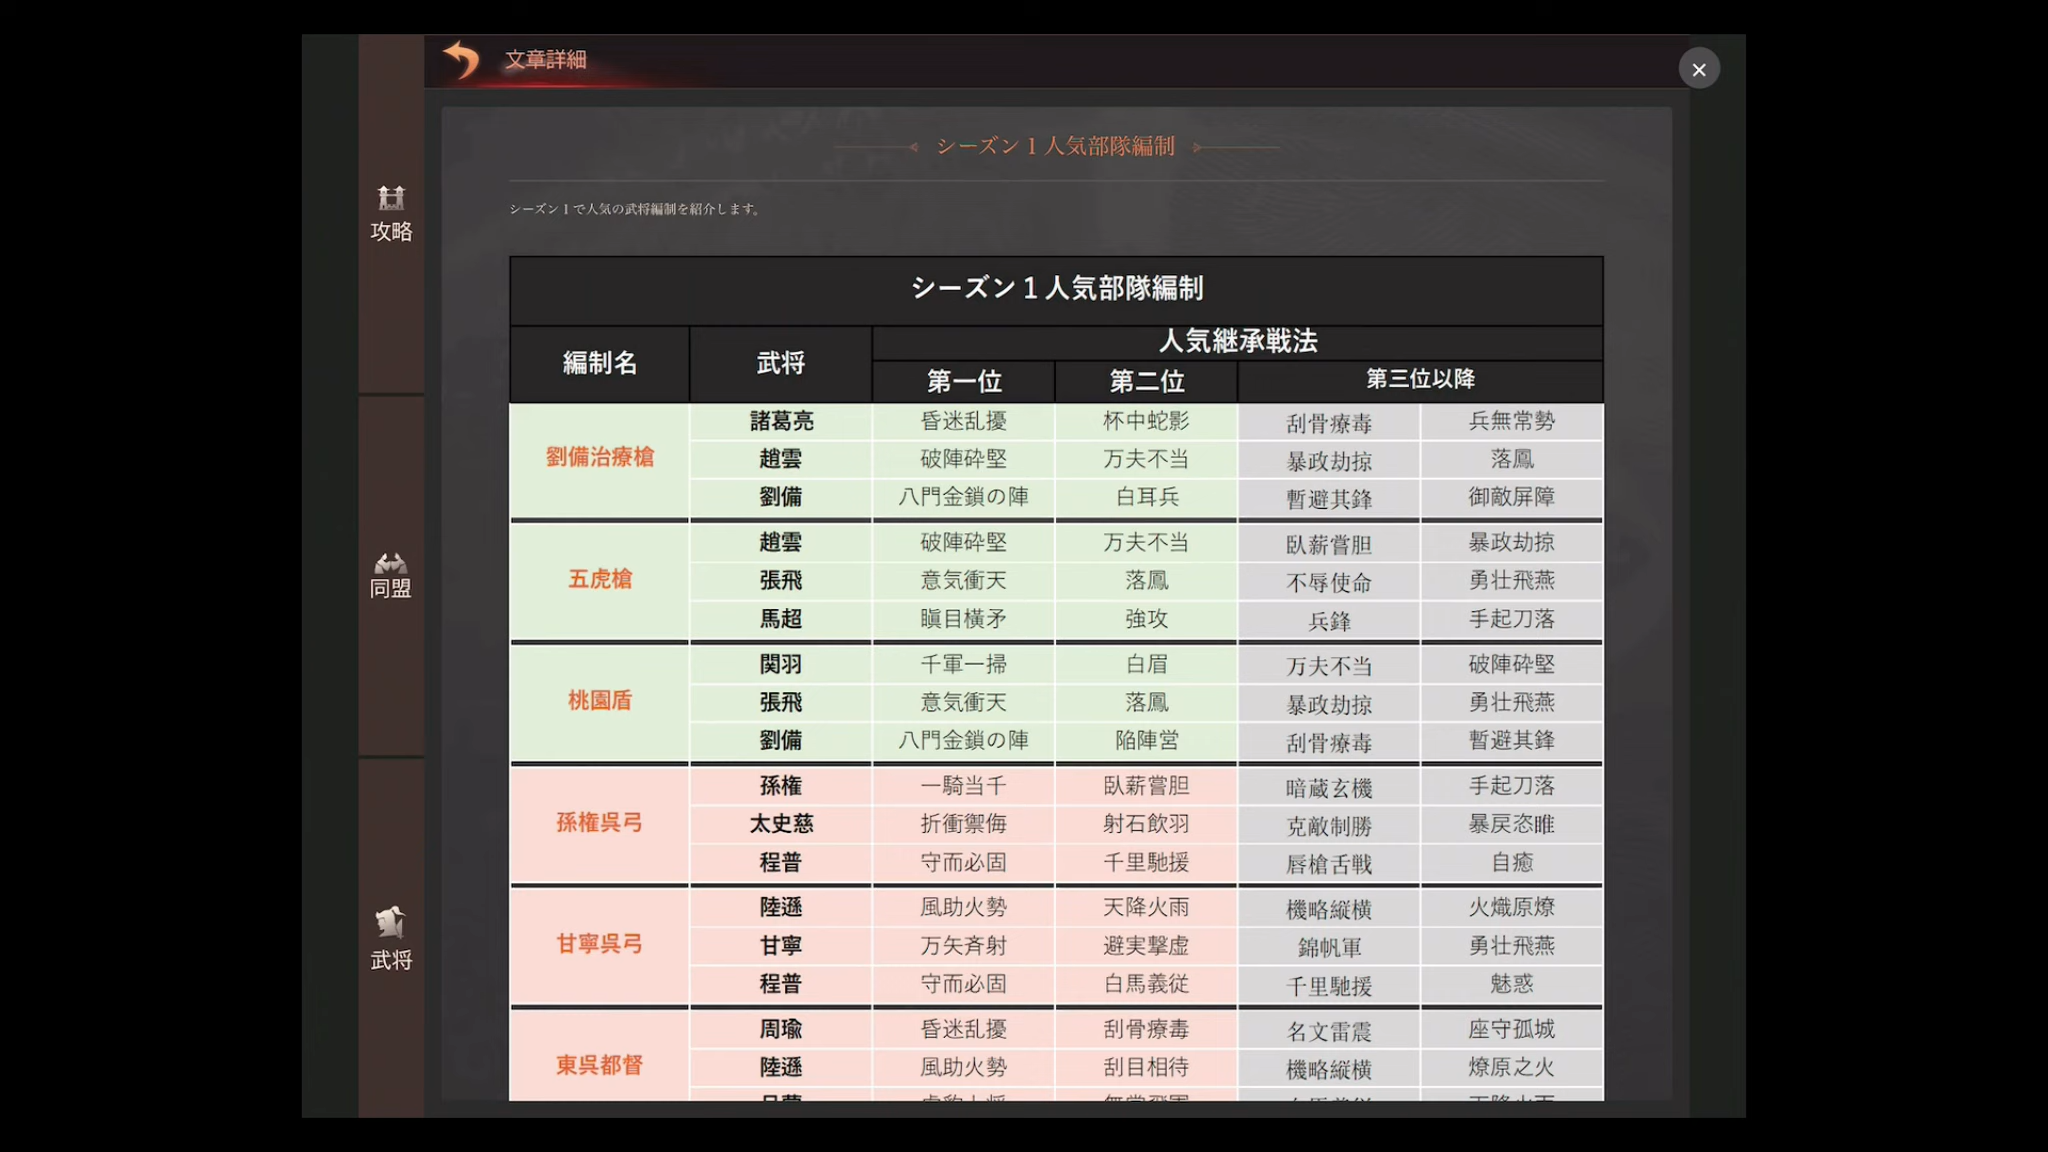 文章詳細
攻略
同盟
武将
シーズン1人気部隊編制
シーズン1で人気の武将編制を紹介します。
シーズン1人気部隊編制
編制名 武将 人気継承戦法
第一位 第二位 第三位以降
劉備治療槍
諸葛亮 昏迷乱擾 杯中蛇影 刮骨療毒 兵無常勢
趙雲 破陣砕堅 万夫不当 暴政劫掠 落鳳
劉備 八門金鎖の陣 白耳兵 暫避其鋒 御敵屏障
五虎槍
趙雲 破陣砕堅 万夫不当 臥薪嘗胆 暴政劫掠
張飛 意気衝天 落鳳 不辱使命 勇壮飛燕
馬超 瞋目横矛 強攻 兵鋒 手起刀落
桃園盾
関羽 千軍一掃 白眉 万夫不当 破陣砕堅
張飛 意気衝天 落鳳 暴政劫掠 勇壮飛燕
劉備 八門金鎖の陣 陥陣営 刮骨療毒 暫避其鋒
孫権呉弓
孫権 一騎当千 臥薪嘗胆 暗蔵玄機 手起刀落
太史慈 折衝禦侮 射石飲羽 克敵制勝 暴戻恣睢
程普 守而必固 千里馳援 唇槍舌戦 自癒
甘寧呉弓
陸遜 風助火勢 天降火雨 機略縦横 火熾原燎
甘寧 万矢斉射 避実撃虚 錦帆軍 勇壮飛燕
程普 守而必固 白馬義従 千里馳援 魅惑
東呉都督
周瑜 昏迷乱擾 刮骨療毒 名文雷震 座守孤城
陸遜 風助火勢 刮目相待 機略縦横 燎原之火